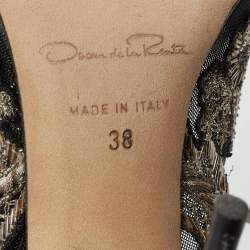 Oscar de la Renta
MADE IN ITALY
38